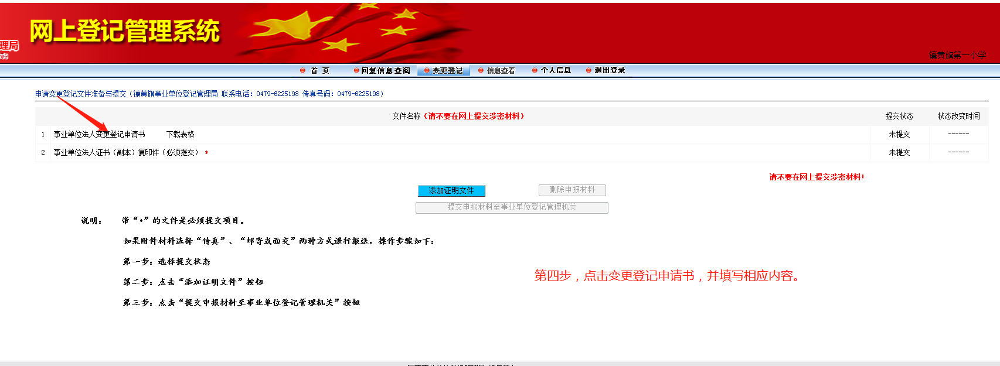 网上登记管理系统
理局
政务
镶黄旗第一小学
首 页 回复信息查阅 变更登记 信息查看 个人信息 退出登录
申请变更登记文件准备与提交（镶黄旗事业单位登记管理局 联系电话：0479-6225198 传真号码：0479-6225198）
文件名称（请不要在网上提交涉密材料） 提交状态 状态改变时间
1 事业单位法人变更登记申请书 下载表格 未提交 ------
2 事业单位法人证书（副本）复印件（必须提交） * 未提交 ------
请不要在网上提交涉密材料!
添加证明文件 删除申报材料
提交申报材料至事业单位登记管理机关
说明： 带“*”的文件是必须提交项目。
如果附件材料选择“传真”、“邮寄或面交”两种方式进行报送，操作步骤如下：
第一步：选择提交状态
第四步，点击变更登记申请书，并填写相应内容。
第二步：点击“添加证明文件”按钮
第三步：点击“提交申报材料至事业单位登记管理机关”按钮